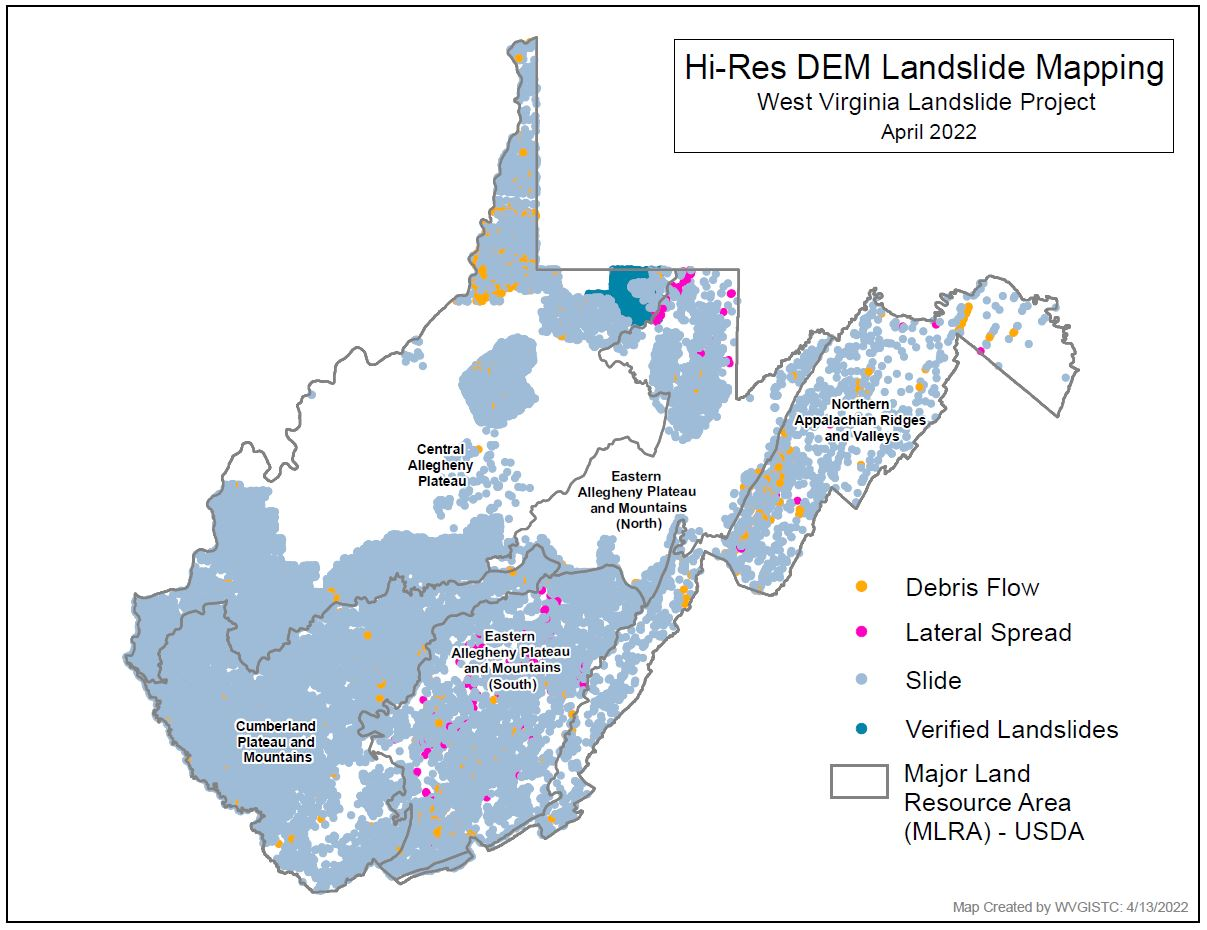 Hi-Res DEM Landslide Mapping
West Virginia Landslide Project
April 2022
Northern
Appalachian Ridges
and Valleys
Central
Allegheny
Plateau
Eastern
Allegheny Plateau
and Mountains
(North)
Eastern
Allegheny Plateau
and Mountains
(South)
Cumberland
Plateau and
Mountains
Debris Flow
Lateral Spread
Slide
Verified Landslides
Major Land
Resource Area
(MLRA) - USDA
Map Created by WVGISTC: 4/13/2022